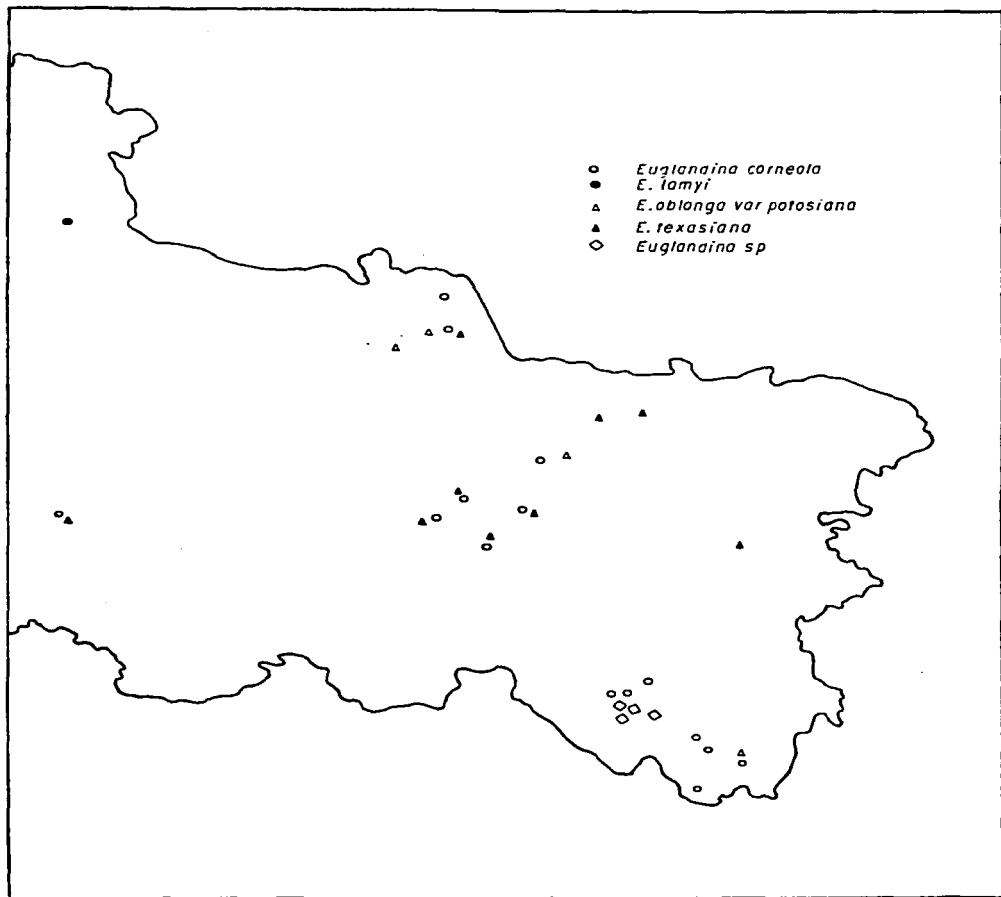 Euglandina corneola
E. lamyi
E. oblonga var potosiana
E. texasiana
Euglandina sp